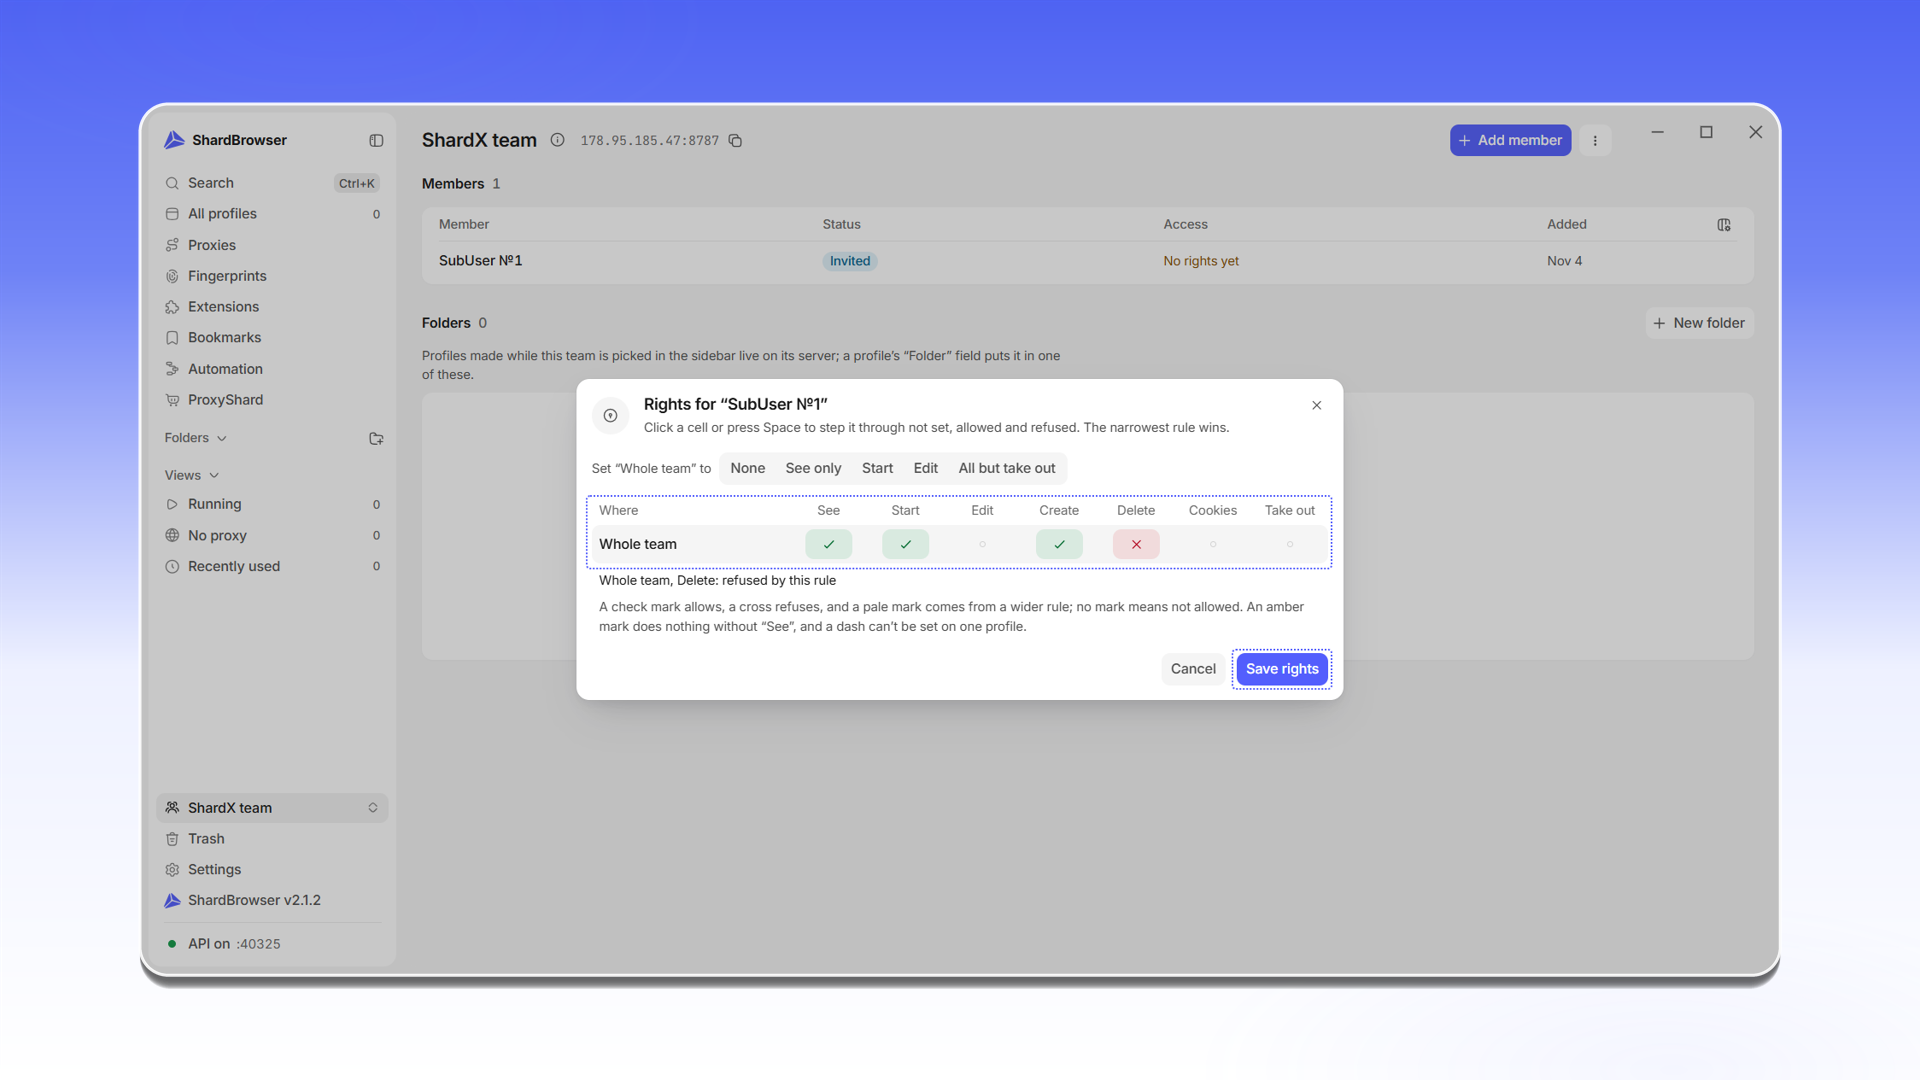 ShardBrowser
Search Ctrl+K
All profiles 0
Proxies
Fingerprints
Extensions
Bookmarks
Automation
ProxyShard
Folders
Views
Running 0
No proxy 0
Recently used 0
ShardX team
Trash
Settings
ShardBrowser v2.1.2
API on :40325
ShardX team 178.95.185.47:8787
Add member
Members 1
Member Status Access Added
SubUser №1 Invited No rights yet Nov 4
Folders 0
New folder
Profiles made while this team is picked in the sidebar live on its server; a profile’s “Folder” field puts it in one
of these.
Rights for “SubUser №1”
Click a cell or press Space to step it through not set, allowed and refused. The narrowest rule wins.
Set “Whole team” to None See only Start Edit All but take out
Where See Start Edit Create Delete Cookies Take out
Whole team
Whole team, Delete: refused by this rule
A check mark allows, a cross refuses, and a pale mark comes from a wider rule; no mark means not allowed. An amber
mark does nothing without “See”, and a dash can’t be set on one profile.
Cancel Save rights